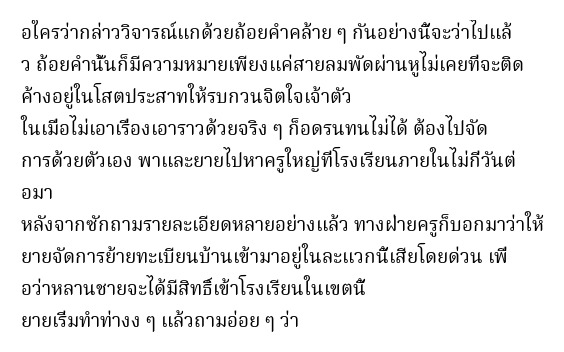 อใครว่ากล่าววิจารณ์แกด้วยถ้อยคำคล้าย ๆ กันอย่างนี้จะว่าไปแล้
ว ถ้อยคำนั้นก็มีความหมายเพียงแค่สายลมพัดผ่านหูไม่เคยที่จะติด
ค้างอยู่ในโสตประสาทให้รบกวนจิตใจเจ้าตัว
ในเมื่อไม่เอาเรื่องเอาราวด้วยจริง ๆ ก็อดรนทนไม่ได้ ต้องไปจัด
การด้วยตัวเอง พาและยายไปหาครูใหญ่ที่โรงเรียนภายในไม่กี่วันต่
อมา
หลังจากซักถามรายละเอียดหลายอย่างแล้ว ทางฝ่ายครูก็บอกมาว่าให้
ยายจัดการย้ายทะเบียนบ้านเข้ามาอยู่ในละแวกนี้เสียโดยด่วน เพื่
อว่าหลานชายจะได้มีสิทธิ์เข้าโรงเรียนในเขตนี้
ยายเริ่มทำท่างง ๆ แล้วถามอ่อย ๆ ว่า